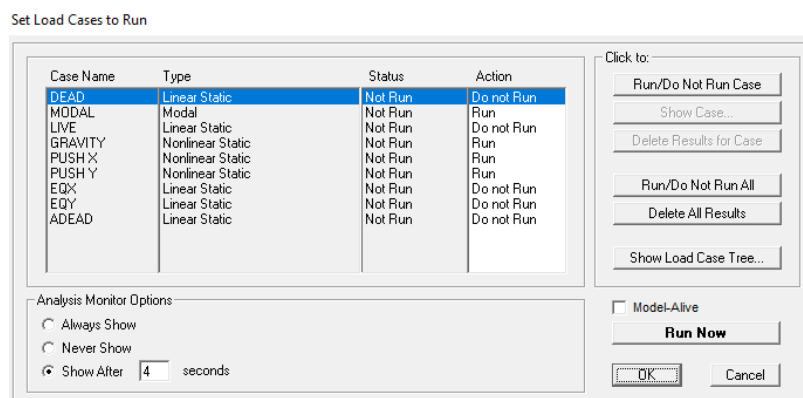 Set Load Cases to Run
Click to:
Case Name Type Status Action
DEAD Linear Static Not Run Do not Run
MODAL Modal Not Run Run
LIVE Linear Static Not Run Do not Run
GRAVITY Nonlinear Static Not Run Run
PUSH X Nonlinear Static Not Run Run
PUSH Y Nonlinear Static Not Run Run
EQX Linear Static Not Run Do not Run
EQY Linear Static Not Run Do not Run
ADEAD Linear Static Not Run Do not Run
Run/Do Not Run Case
Show Case...
Delete Results for Case
Run/Do Not Run All
Delete All Results
Show Load Case Tree...
Analysis Monitor Options
Always Show
Never Show
Show After 4 seconds
Model-Alive
Run Now
OK Cancel